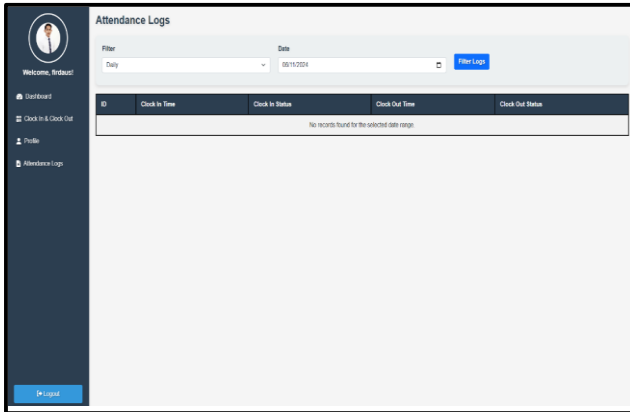 Attendance Logs
Welcome, firdaus!
Dashboard
Clock In & Clock Out
Profile
Attendance Logs
Logout
Filter
Date
Daily
08/11/2024
Filter Logs
ID Clock In Time Clock In Status Clock Out Time Clock Out Status
No records found for the selected date range.